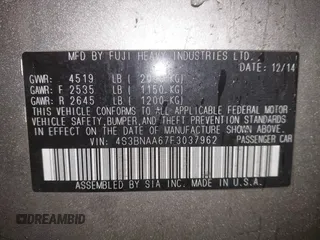 MFD BY FUJI HEAVY INDUSTRIES LTD.
DATE: 12/14
GVWR: 4519 LB ( 2050 KG)
GAWR F 2535 LB ( 1150 KG)
GAWR R 2645 LB ( 1200 KG)
THIS VEHICLE CONFORMS TO ALL APPLICABLE FEDERAL MOTOR
VEHICLE SAFETY, BUMPER, AND THEFT PREVENTION STANDARDS
IN EFFECT ON THE DATE OF MANUFACTURE SHOWN ABOVE.
VIN: 4S3BNAA67F3037962 PASSENGER CAR
ASSEMBLED BY SIA INC. IN U.S.A.
DREAMBID